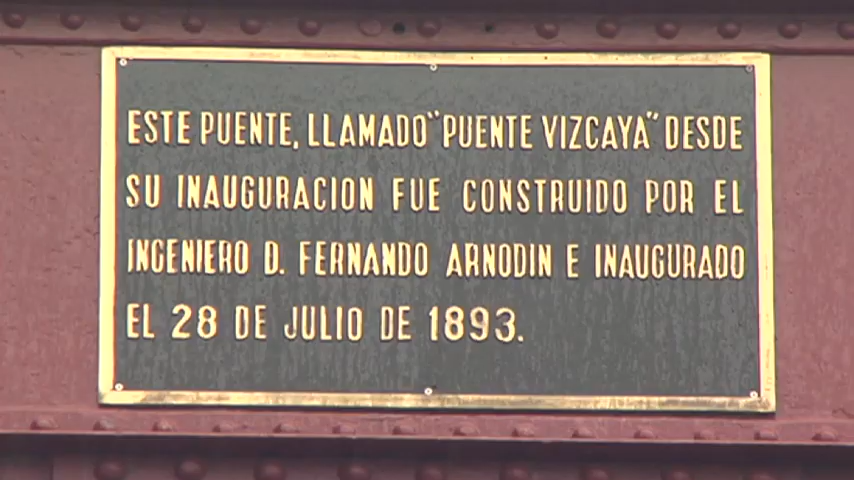 ESTE PUENTE, LLAMADO "PUENTE VIZCAYA" DESDE
SU INAUGURACION FUE CONSTRUIDO POR EL
INGENIERO D. FERNANDO ARNODIN E INAUGURADO
EL 28 DE JULIO DE 1893.